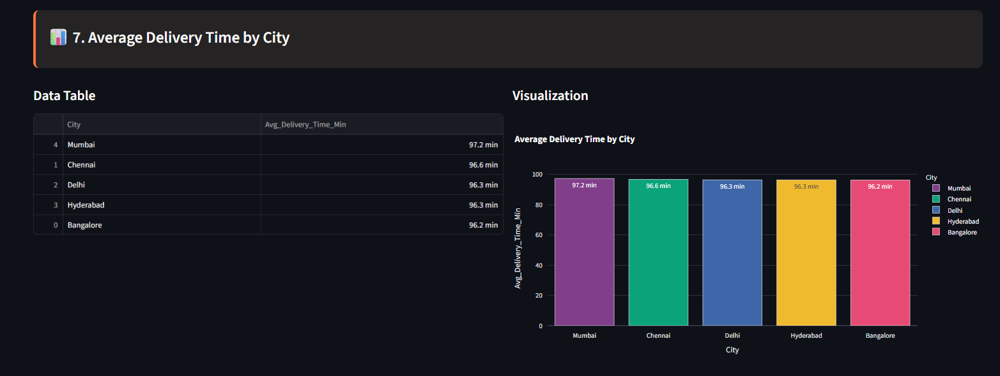 7. Average Delivery Time by City
Data Table
City Avg_Delivery_Time_Min
4 Mumbai 97.2 min
1 Chennai 96.6 min
2 Delhi 96.3 min
3 Hyderabad 96.3 min
0 Bangalore 96.2 min
Visualization
Average Delivery Time by City
Avg_Delivery_Time_Min
100
80
60
40
20
0
97.2 min 96.6 min 96.3 min 96.3 min 96.2 min
Mumbai Chennai Delhi Hyderabad Bangalore
City
City
Mumbai
Chennai
Delhi
Hyderabad
Bangalore